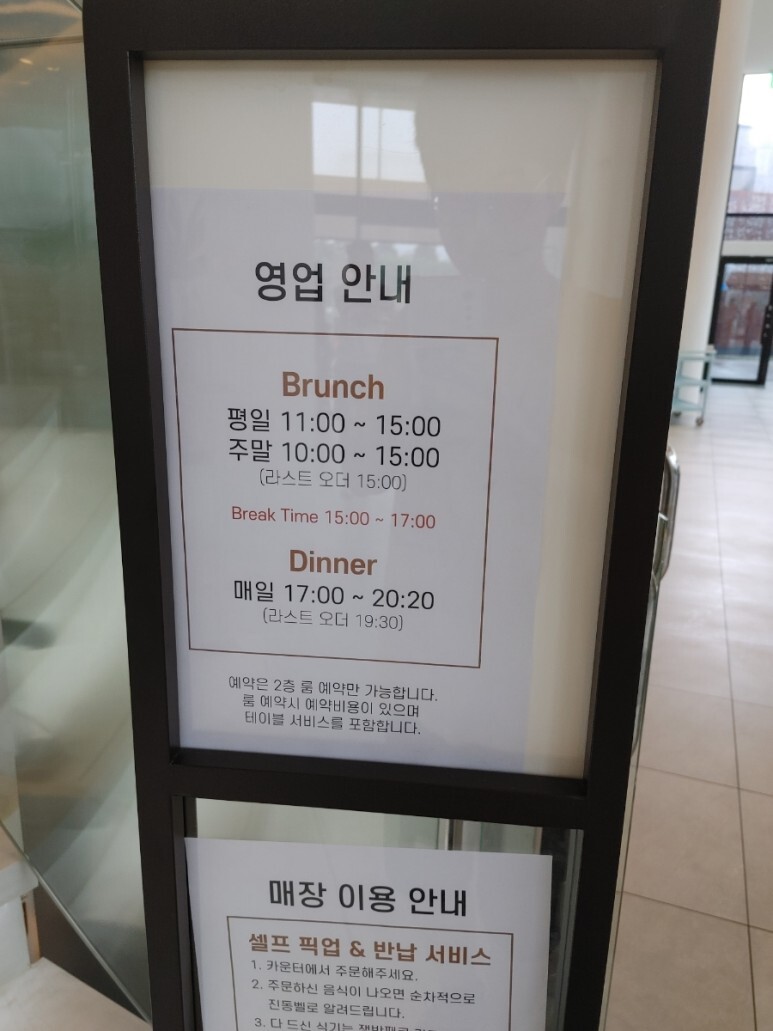 영업 안내
Brunch
평일 11:00 ~ 15:00
주말 10:00 ~ 15:00
(라스트 오더 15:00)
Break Time 15:00 ~ 17:00
Dinner
매일 17:00 ~ 20:20
(라스트 오더 19:30)
예약은 2층 룸 예약만 가능합니다.
룸 예약시 예약비용이 있으며
테이블 서비스를 포함합니다.
매장 이용 안내
셀프 픽업 & 반납 서비스
1. 카운터에서 주문해주세요.
2. 주문하신 음식이 나오면 순차적으로
진동벨로 알려드립니다.
3. 다 드신 식기는